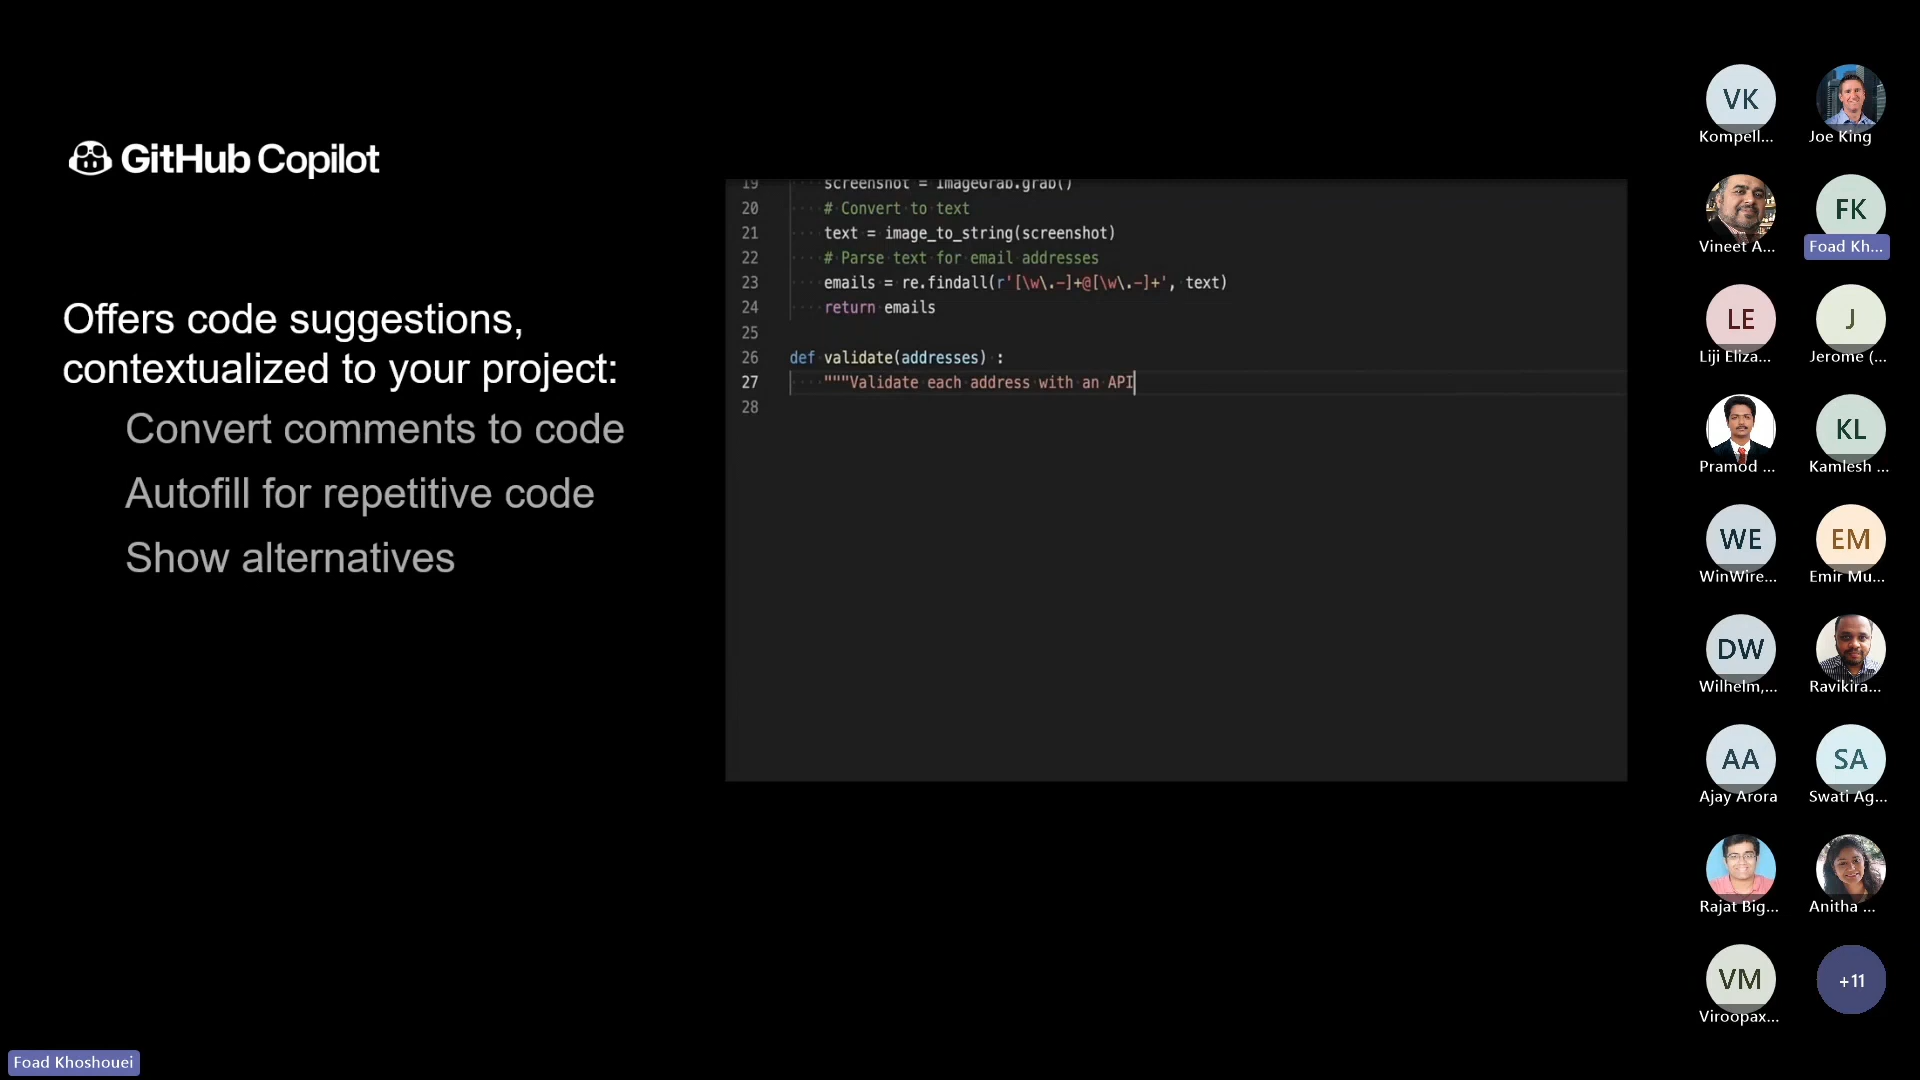 GitHub Copilot
Offers code suggestions,
contextualized to your project:
Convert comments to code
Autofill for repetitive code
Show alternatives
19 screenshot = ImageGrab.grab()
20 # Convert to text
21 text = image_to_string(screenshot)
22 # Parse text for email addresses
23 emails = re.findall(r'[\w\.-]+@[\w\.-]+', text)
24 return emails
25
26 def validate(addresses) :
27 """Validate each address with an API
28
VK
Kompell...
Joe King
Vineet A...
FK
Foad Kh...
LE
Liji Eliza...
J
Jerome (...
Pramod ...
KL
Kamlesh ...
WE
WinWire...
EM
Emir Mu...
DW
Wilhelm,...
Ravikira...
AA
Ajay Arora
SA
Swati Ag...
Rajat Big...
Anitha ...
VM
Viroopax...
+11
Foad Khoshouei